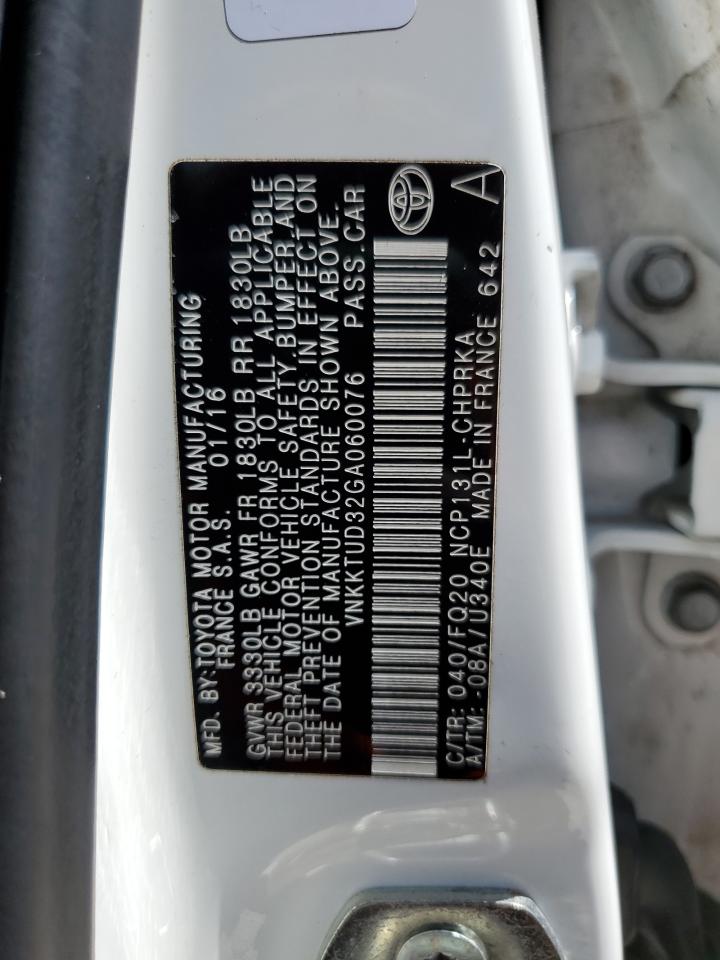 MFD. BY: TOYOTA MOTOR MANUFACTURING
FRANCE S.A.S. 01/16
GVWR 3330LB GAWR FR 1830LB RR 1830LB
THIS VEHICLE CONFORMS TO ALL APPLICABLE
FEDERAL MOTOR VEHICLE SAFETY, BUMPER, AND
THEFT PREVENTION STANDARDS IN EFFECT ON
THE DATE OF MANUFACTURE SHOWN ABOVE.
VNKKTUD32GA060076 PASS.CAR
C/TR: 040/FQ20 NCP131L-CHPRKA
A/TM: -08A/U340E MADE IN FRANCE 642 A